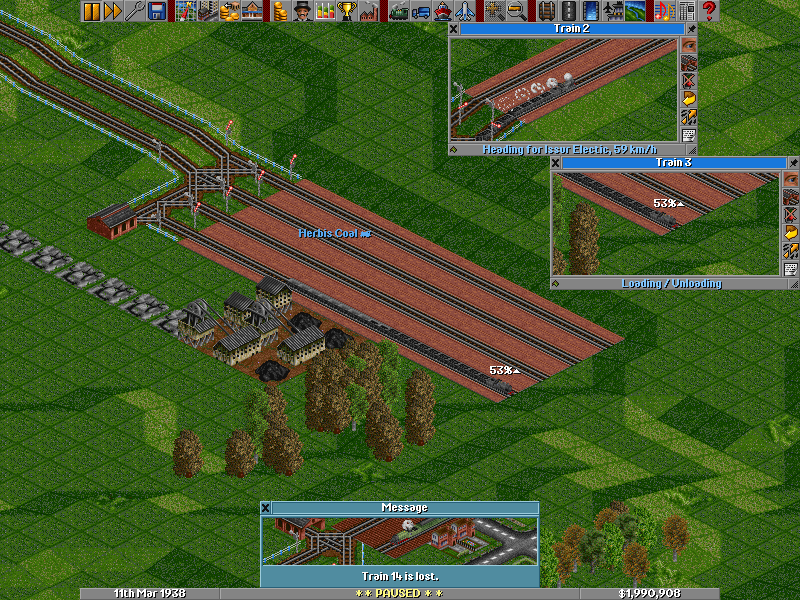 Train 2
Heading for Issur Electic, 59 km/h
Train 3
53%
Loading / Unloading
Herbis Coal
53%
Message
Train 14 is lost.
11th Mar 1938
* * PAUSED * *
$1,990,908